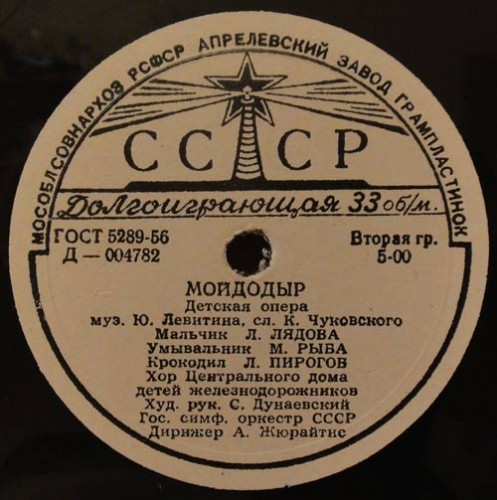 МОСОБЛСОВНАРХОЗ РСФСР АПРЕЛЕВСКИЙ ЗАВОД ГРАМПЛАСТИНОК
СССР
Долгоиграющая 33 об/м.
ГОСТ 5289-56
Д — 004782
Вторая гр.
5-00
МОЙДОДЫР
Детская опера
муз. Ю. Левитина, сл. К. Чуковского
Мальчик Л. ЛЯДОВА
Умывальник М. РЫБА
Крокодил Л. ПИРОГОВ
Хор Центрального дома
детей железнодорожников
Худ. рук. С. Дунаевский
Гос. симф. оркестр СССР
Дирижер А. Жюрайтис